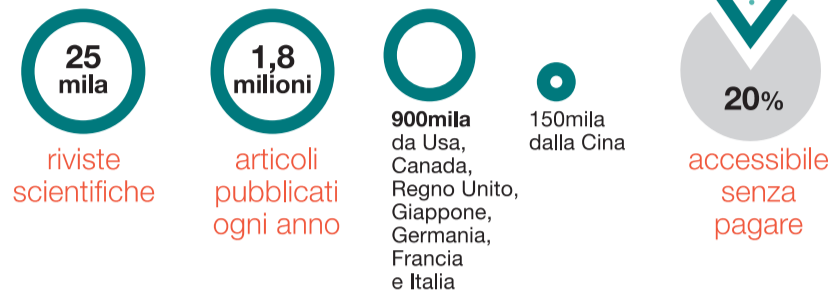 25
mila
riviste
scientifiche
1,8
milioni
articoli
pubblicati
ogni anno
900mila
da Usa,
Canada,
Regno Unito,
Giappone,
Germania,
Francia
e Italia
150mila
dalla Cina
20%
accessibile
senza
pagare